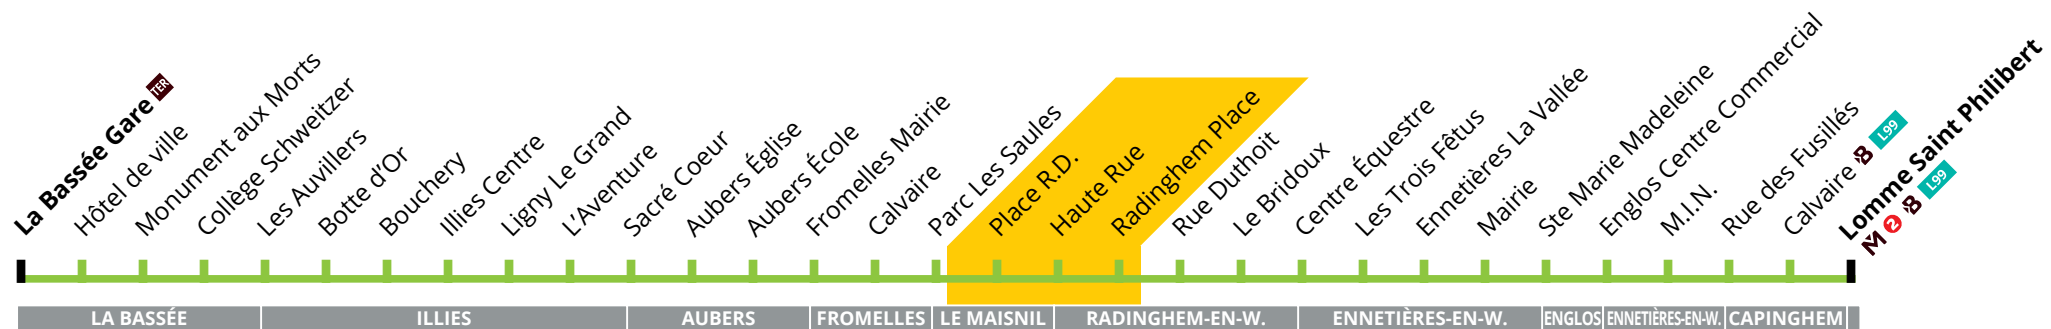 La Bassée Gare TER
Hôtel de ville
Monument aux Morts
Collège Schweitzer
Les Auvillers
Botte d'Or
Bouchery
Illies Centre
Ligny Le Grand
L'Aventure
Sacré Coeur
Aubers Église
Aubers École
Fromelles Mairie
Calvaire
Parc Les Saules
Place R.D.
Haute Rue
Radinghem Place
Rue Duthoit
Le Bridoux
Centre Équestre
Les Trois Fêtus
Ennetières La Vallée
Mairie
Ste Marie Madeleine
Englos Centre Commercial
M.I.N.
Rue des Fusillés
Calvaire B L99
Lomme Saint Philibert
M 2 B L99
LA BASSÉE
ILLIES
AUBERS
FROMELLES
LE MAISNIL
RADINGHEM-EN-W.
ENNETIÈRES-EN-W.
ENGLOS
ENNETIÈRES-EN-W.
CAPINGHEM